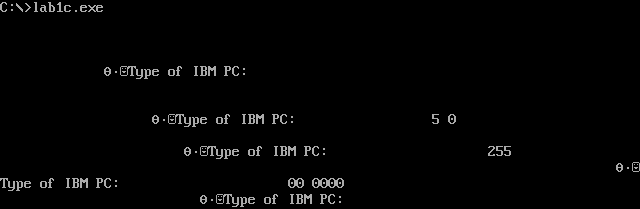 C:\>lab1c.exe
θ·☺Type of IBM PC:
θ·☺Type of IBM PC: 5 0
θ·☺Type of IBM PC: 255
θ·☺
Type of IBM PC: 00 0000
θ·☺Type of IBM PC: